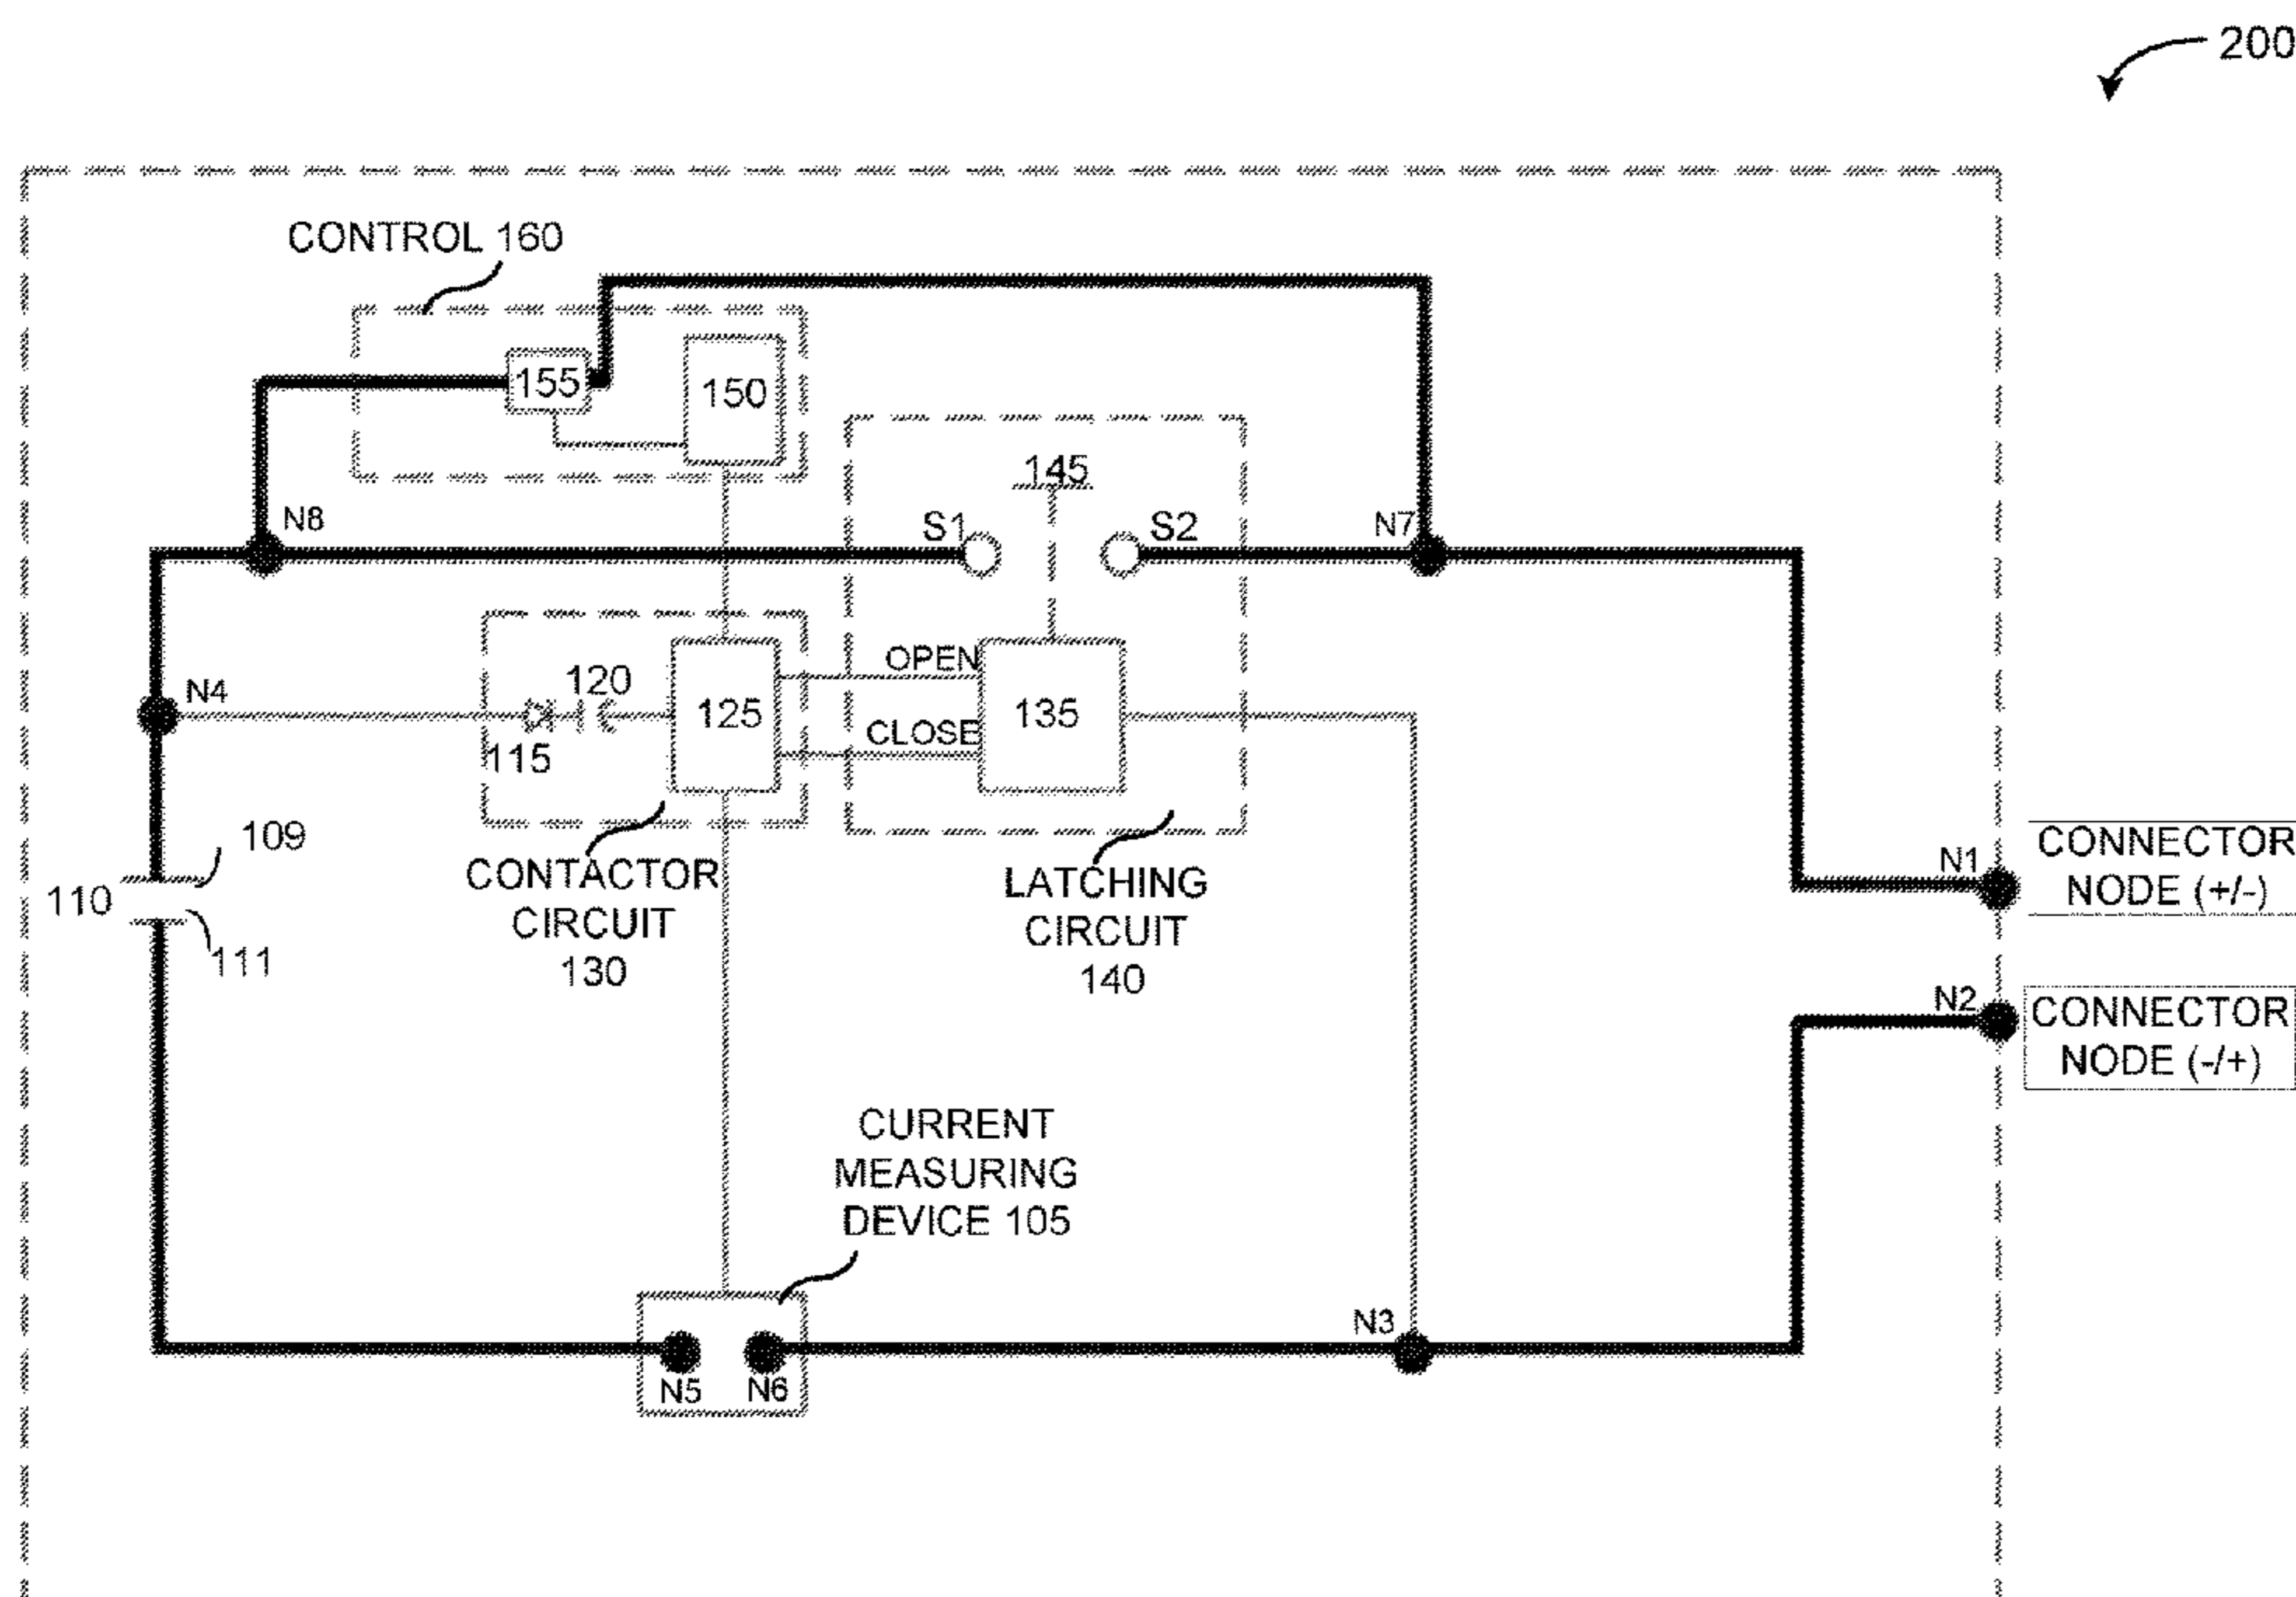 200
CONTROL 160
155
150
145
N8
S1
S2
N7
N4
120
OPEN
125
135
CLOSE
115
109
110
CONTACTOR
CIRCUIT
130
LATCHING
CIRCUIT
140
111
N1
CONNECTOR
NODE (+/-)
N2
CONNECTOR
NODE (-/+)
CURRENT
MEASURING
DEVICE 105
N3
N5
N6